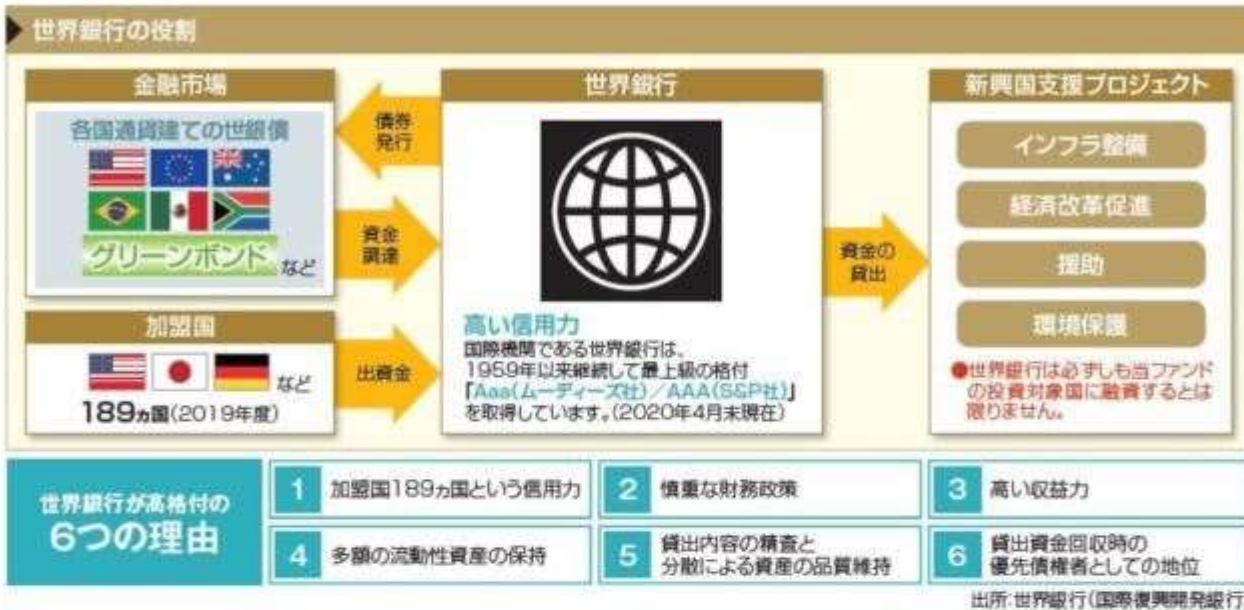 世界銀行の役割
金融市場
各国通貨建ての世銀債
グリーンボンド など
債券
発行
資金
調達
加盟国
など
189ヵ国(2019年度)
出資金
世界銀行
高い信用力
国際機関である世界銀行は、
1959年以来継続して最上級の格付
「Aaa(ムーディーズ社)/AAA(S&P社)」
を取得しています。(2020年4月末現在)
資金の
貸出
新興国支援プロジェクト
インフラ整備
経済改革促進
援助
環境保護
●世界銀行は必ずしも当ファンド
の投資対象国に融資するとは
限りません。
世界銀行が高格付の
6つの理由
1 加盟国189ヵ国という信用力
2 慎重な財務政策
3 高い収益力
4 多額の流動性資産の保持
5 貸出内容の精査と
分散による資産の品質維持
6 貸出資金回収時の
優先債権者としての地位
出所:世界銀行(国際復興開発銀行